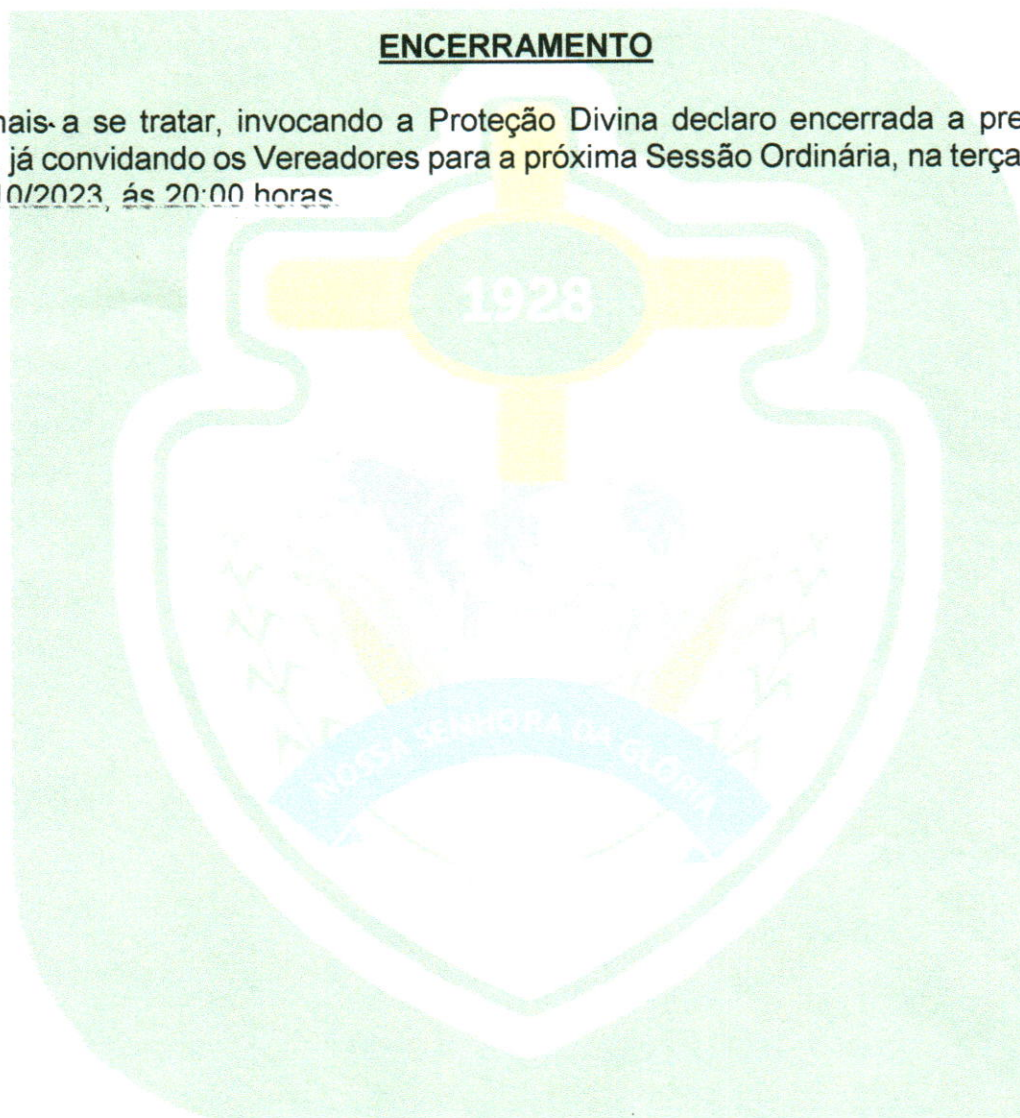 ENCERRAMENTO
mais a se tratar, invocando a Proteção Divina declaro encerrada a pre
já convidando os Vereadores para a próxima Sessão Ordinária, na terça
10/2023, ás 20:00 horas.
1928
NOSSA SENHORA DA GLÓRIA